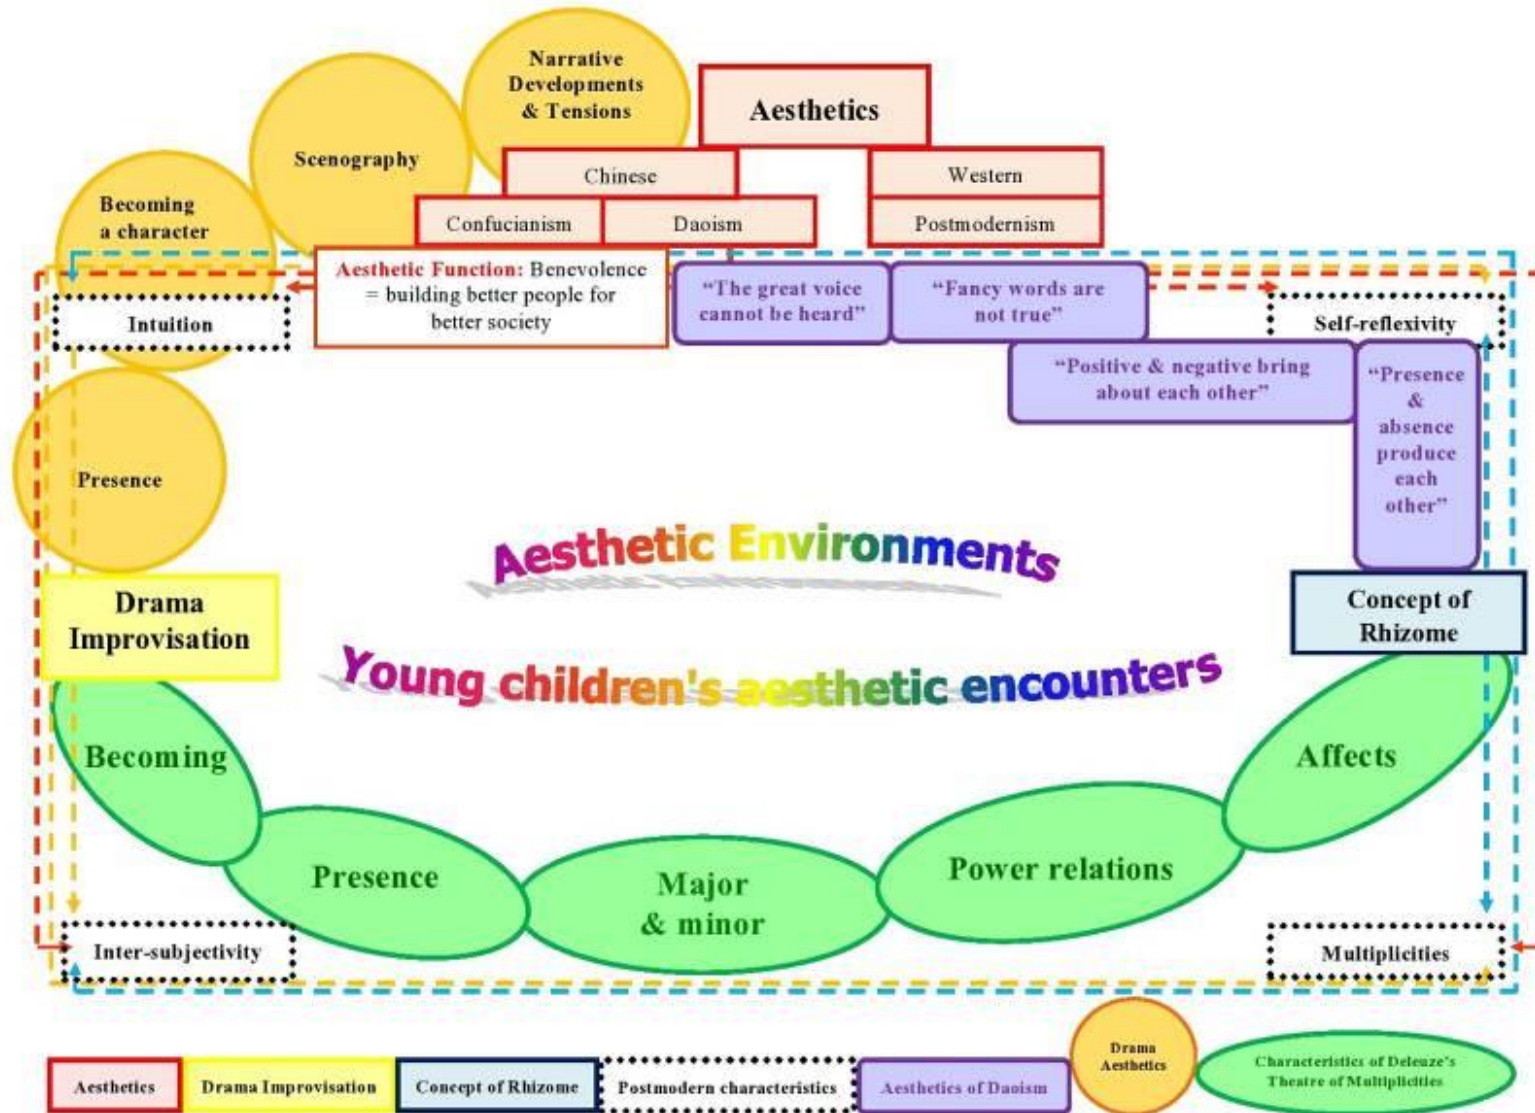 Narrative
Developments
& Tensions
Aesthetics
Scenography
Chinese
Western
Becoming
a character
Confucianism
Daoism
Postmodernism
Aesthetic Function: Benevolence
= building better people for
better society
“The great voice
cannot be heard”
“Fancy words are
not true”
Intuition
Self-reflexivity
“Positive & negative bring
about each other”
“Presence
&
absence
produce
each
other”
Presence
Aesthetic Environments
Drama
Improvisation
Concept of
Rhizome
Young children's aesthetic encounters
Becoming
Affects
Presence
Major
& minor
Power relations
Inter-subjectivity
Multiplicities
Aesthetics
Drama Improvisation
Concept of Rhizome
Postmodern characteristics
Aesthetics of Daoism
Drama
Aesthetics
Characteristics of Deleuze’s
Theatre of Multiplicities